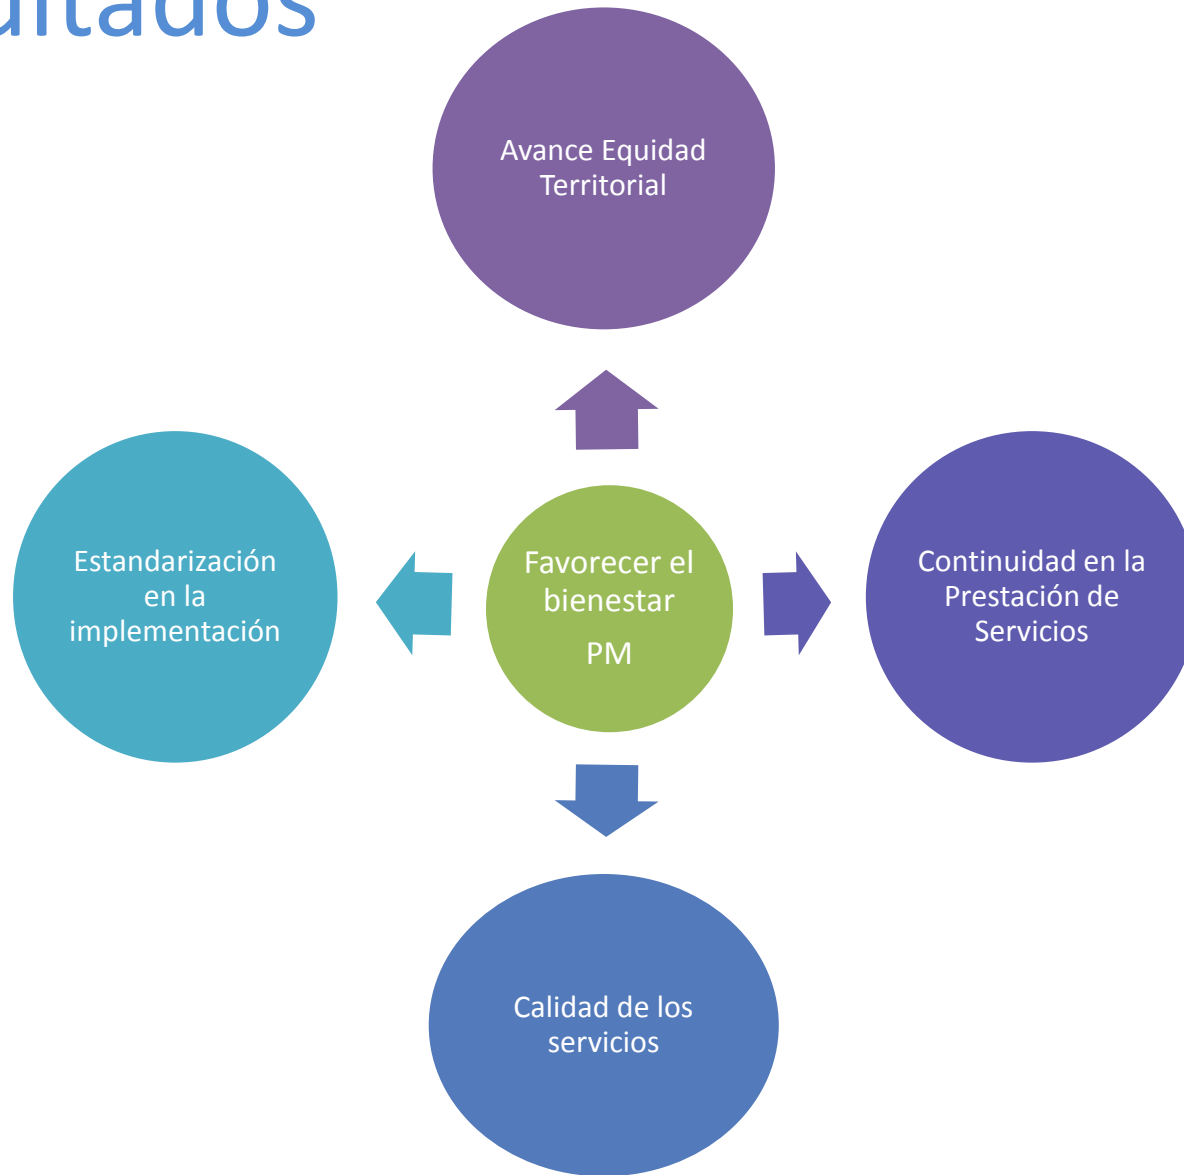 ultados
Avance Equidad
Territorial
Estandarización
en la
implementación
Favorecer el
bienestar
PM
Continuidad en la
Prestación de
Servicios
Calidad de los
servicios